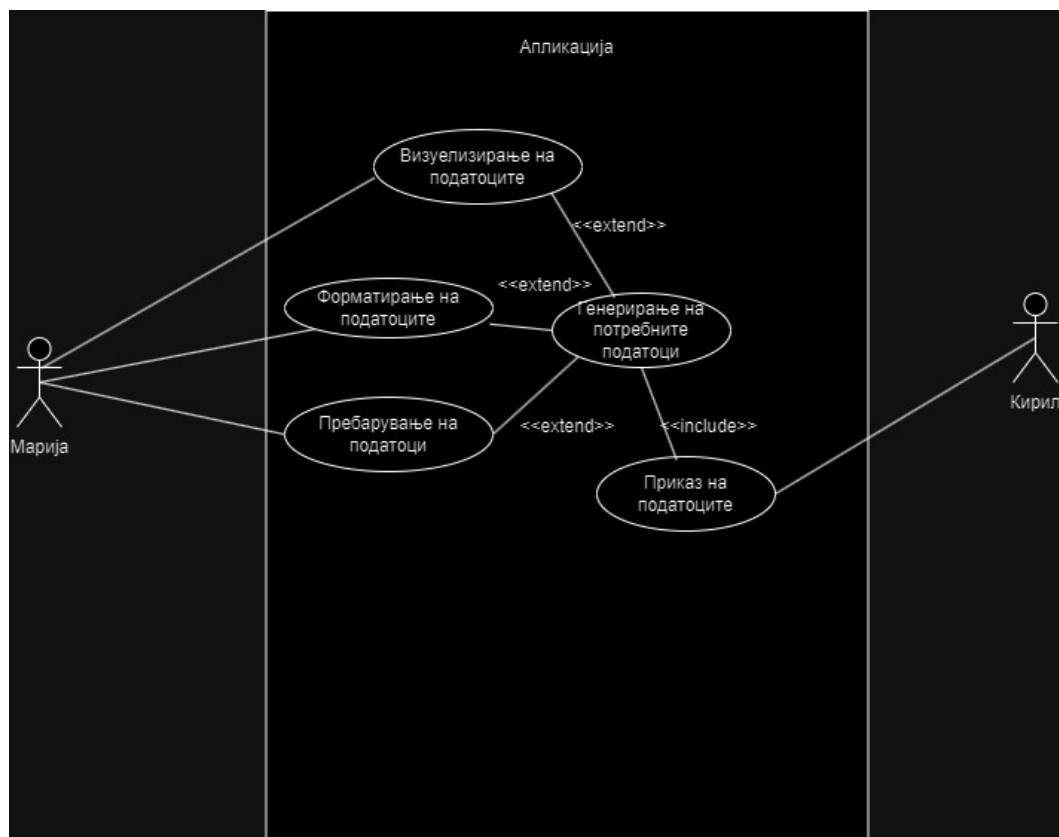 Апликација
Визуелизирање на
податоците
<<extend>>
Форматирање на
податоците
<<extend>>
Генерирање на
потребните
податоци
Пребарување на
податоци
<<extend>>
<<include>>
Приказ на
податоците
Марија
Кирил